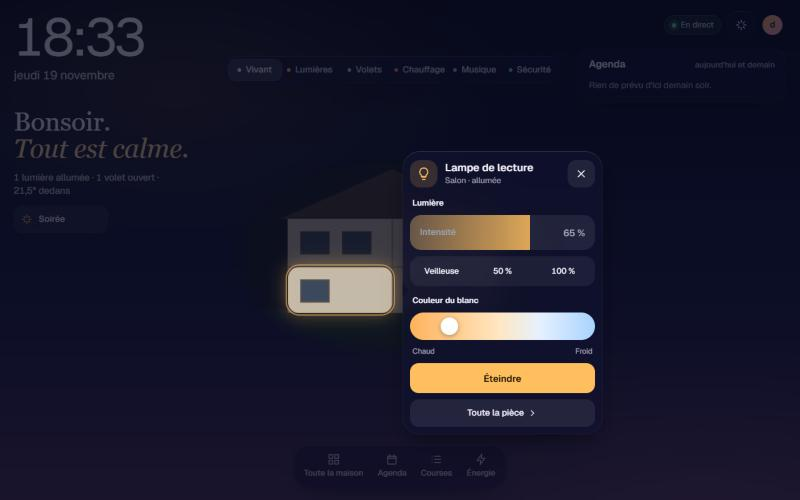 18:33
jeudi 19 novembre
En direct
d
Vivant
Lumières
Volets
Chauffage
Musique
Sécurité
Agenda
aujourd'hui et demain
Rien de prévu d'ici demain soir.
Bonsoir.
Tout est calme.
1 lumière allumée · 1 volet ouvert ·
21,5° dedans
Soirée
Lampe de lecture
Salon · allumée
Lumière
Intensité
65 %
Veilleuse
50 %
100 %
Couleur du blanc
Chaud
Froid
Éteindre
Toute la pièce
Toute la maison
Agenda
Courses
Énergie